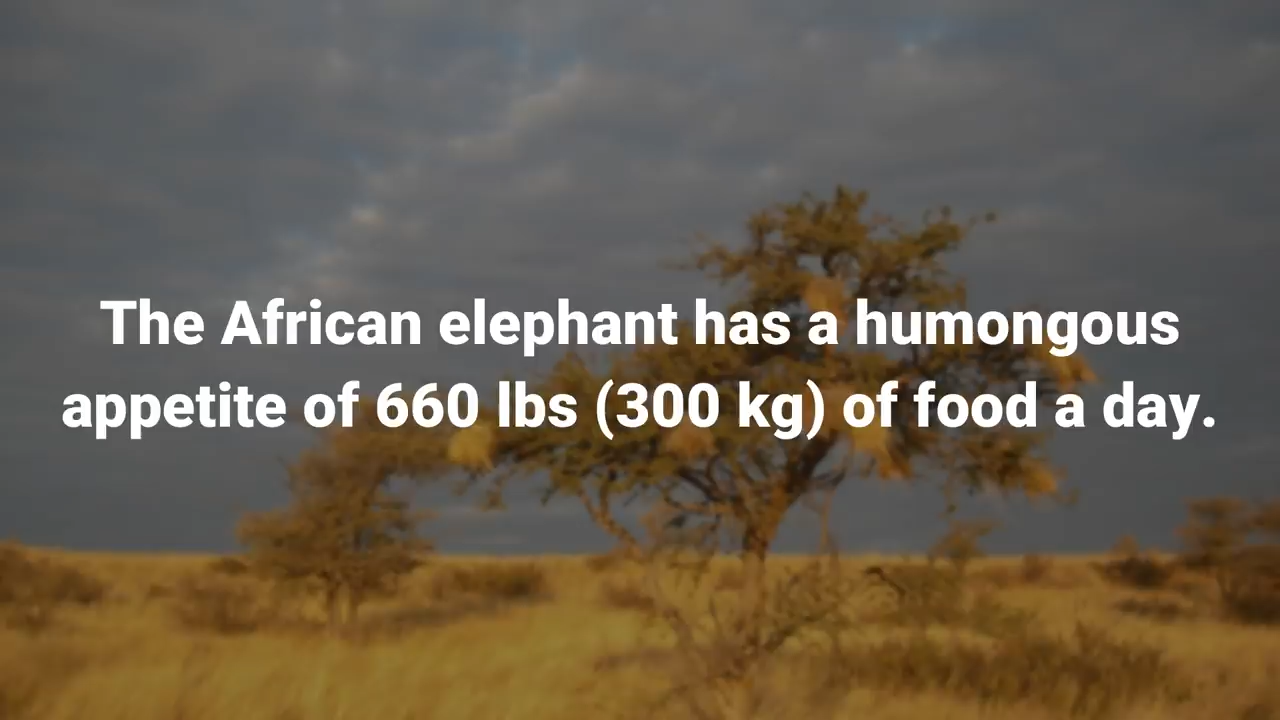 The African elephant has a humongous
appetite of 660 lbs (300 kg) of food a day.